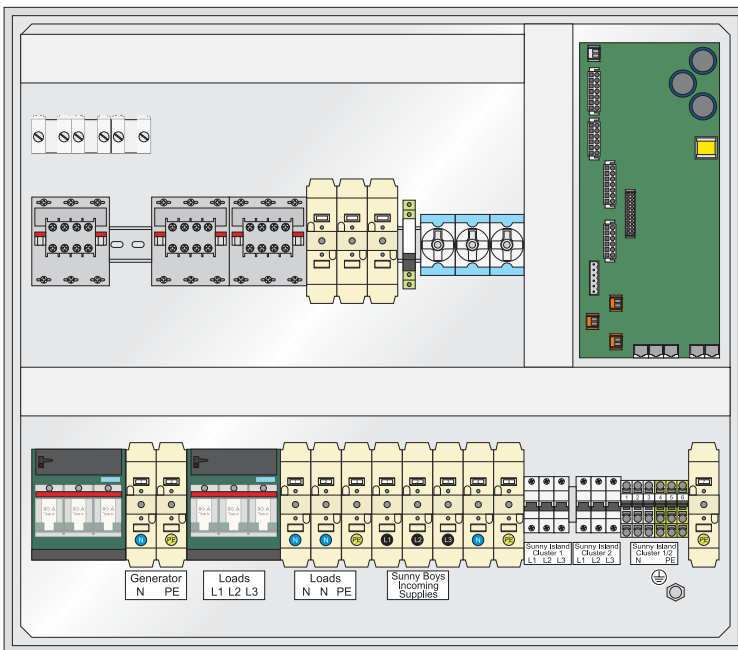 80 A 80 A 80 A
N
PE
80 A 80 A 80 A
N
N
PE
L1
L2
L3
N
PE
1 2 3 4 5 6
PE
Generator
N PE
Loads
L1 L2 L3
Loads
N N PE
Sunny Boys
Incoming
Supplies
Sunny Island
Cluster 1
L1 L2 L3
Sunny Island
Cluster 2
L1 L2 L3
Sunny Island
Cluster 1/2
N PE